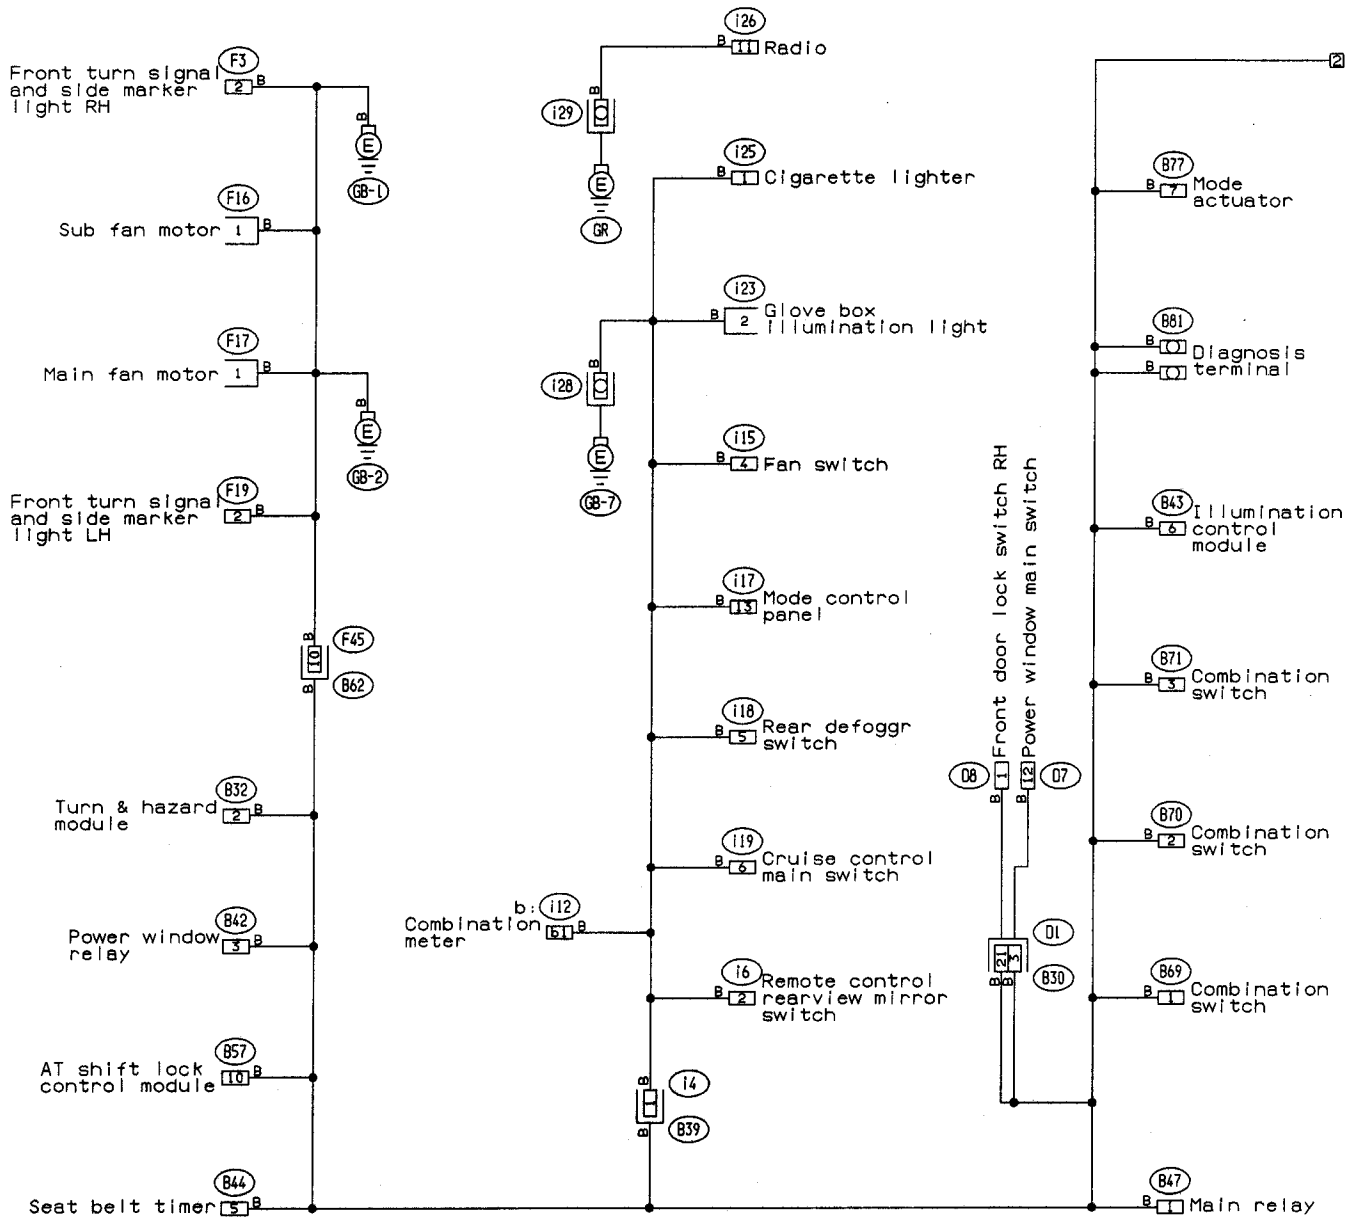 F3
B
Front turn signal
and side marker
light RH
2
B
E
GB-1
F16
B
Sub fan motor
1
F17
B
Main fan motor
1
B
E
GB-2
F19
B
Front turn signal
and side marker
light LH
2
B
F45
10
B62
B
B32
B
Turn & hazard
module
2
B42
B
Power window
relay
3
B57
B
AT shift lock
control module
10
B44
B
Seat belt timer
5
i26
B
11
Radio
B
i29
E
GR
i25
B
1
Cigarette lighter
i23
B
2
Glove box
illumination light
B
i28
E
GB-7
i15
B
4
Fan switch
i17
B
13
Mode control
panel
i18
B
5
Rear defoggr
switch
i19
B
6
Cruise control
main switch
b: i12
B
Combination
meter
b1
i6
B
2
Remote control
rearview mirror
switch
B
i4
1
B39
B
Front door lock switch RH
Power window main switch
D8
1
12
D7
B
B
D1
21
3
B30
B
B
2
B77
B
7
Mode
actuator
B81
B
Diagnosis
terminal
B
B43
B
6
Illumination
control
module
B71
B
3
Combination
switch
B70
B
2
Combination
switch
B69
B
1
Combination
switch
B47
B
1
Main relay